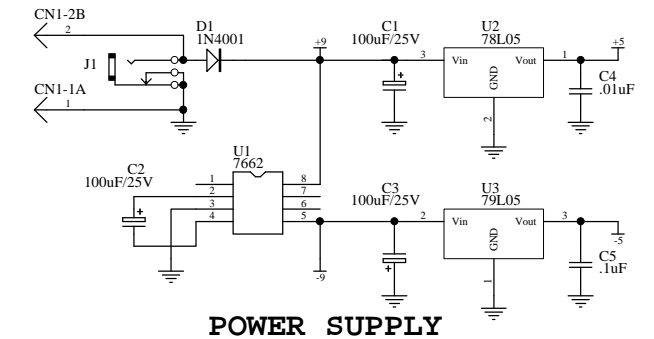 CN1-2B
2
J1
CN1-1A
1
D1
1N4001
+9
C1
100uF/25V
3
U2
78L05
Vin
Vout
GND
2
1
+5
C4
.01uF
C2
100uF/25V
+
U1
7662
1
2
3
4
8
7
6
5
-9
C3
100uF/25V
+
2
U3
79L05
Vin
Vout
GND
1
3
-5
C5
.1uF
+
POWER SUPPLY